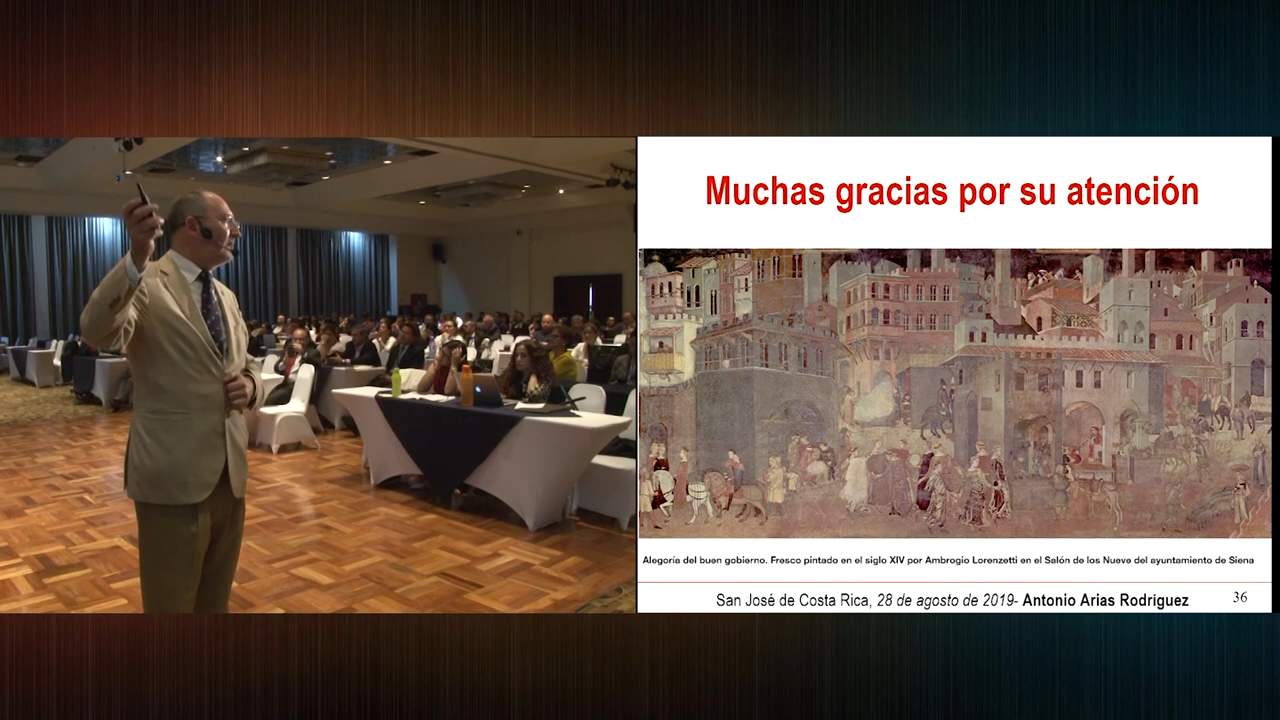 Muchas gracias por su atención
Alegoría del buen gobierno. Fresco pintado en el siglo XIV por Ambrogio Lorenzetti en el Salón de los Nueve del ayuntamiento de Siena
San José de Costa Rica, 28 de agosto de 2019- Antonio Arias Rodríguez
36